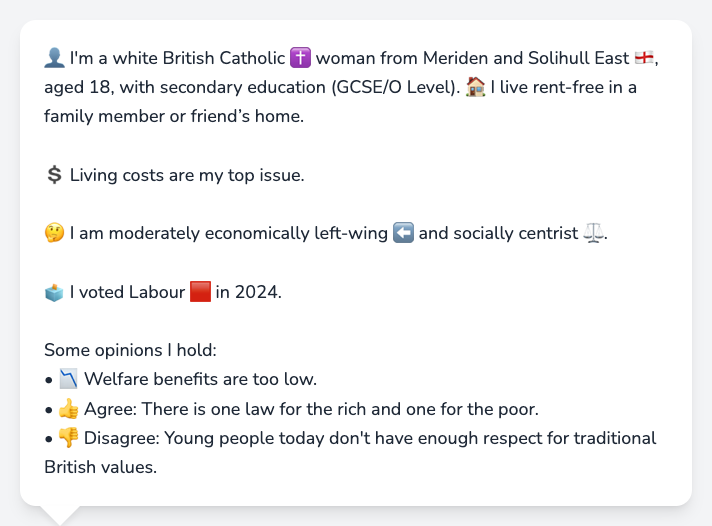 👤 I'm a white British Catholic ✝️ woman from Meriden and Solihull East 🏴󠁧󠁢󠁥󠁮󠁧󠁿,
aged 18, with secondary education (GCSE/O Level). 🏠 I live rent-free in a
family member or friend’s home.
💲 Living costs are my top issue.
🤔 I am moderately economically left-wing ⬅️ and socially centrist ⚖️.
🗳️ I voted Labour 🟥 in 2024.
Some opinions I hold:
• 📉 Welfare benefits are too low.
• 👍 Agree: There is one law for the rich and one for the poor.
• 👎 Disagree: Young people today don't have enough respect for traditional
British values.